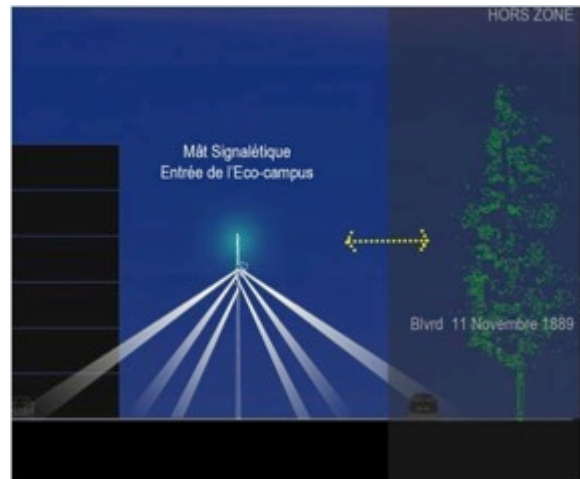 HORS ZONE
Mât Signalétique
Entrée de l'Eco-campus
Blvrd 11 Novembre 1889